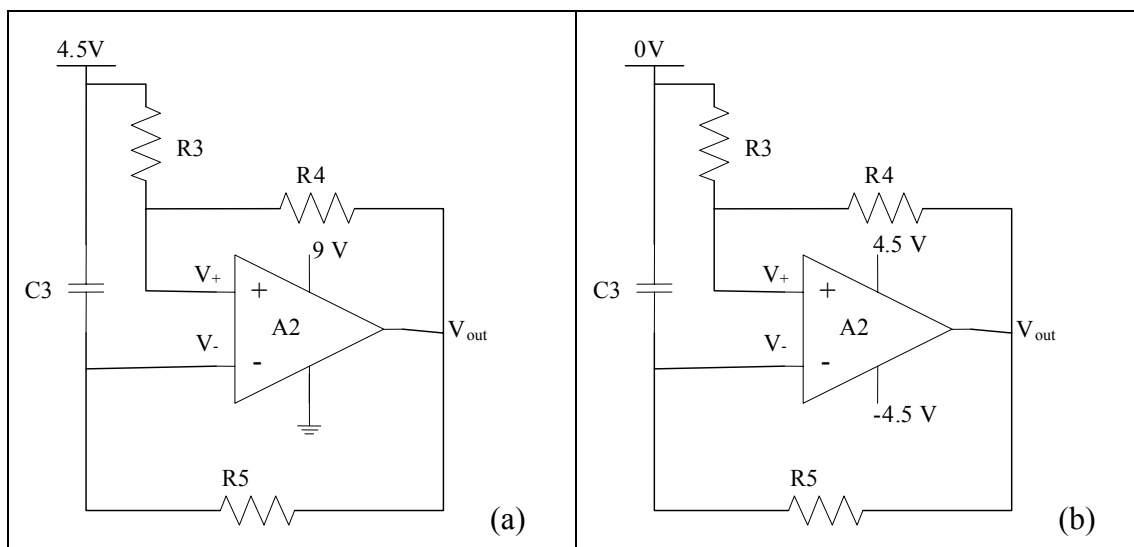 4.5V
R3
R4
9 V
V+
C3
A2
+
-
V-
Vout
R5
(a)
0V
R3
R4
4.5 V
V+
C3
A2
+
-
V-
Vout
-4.5 V
R5
(b)